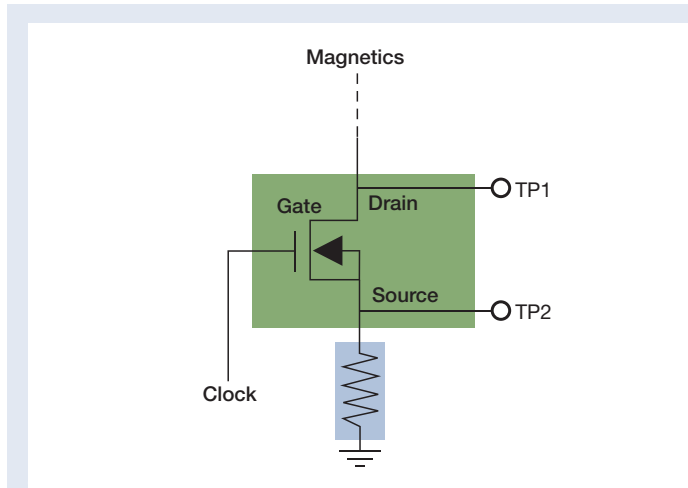 Magnetics
Gate
Drain
TP1
Source
TP2
Clock